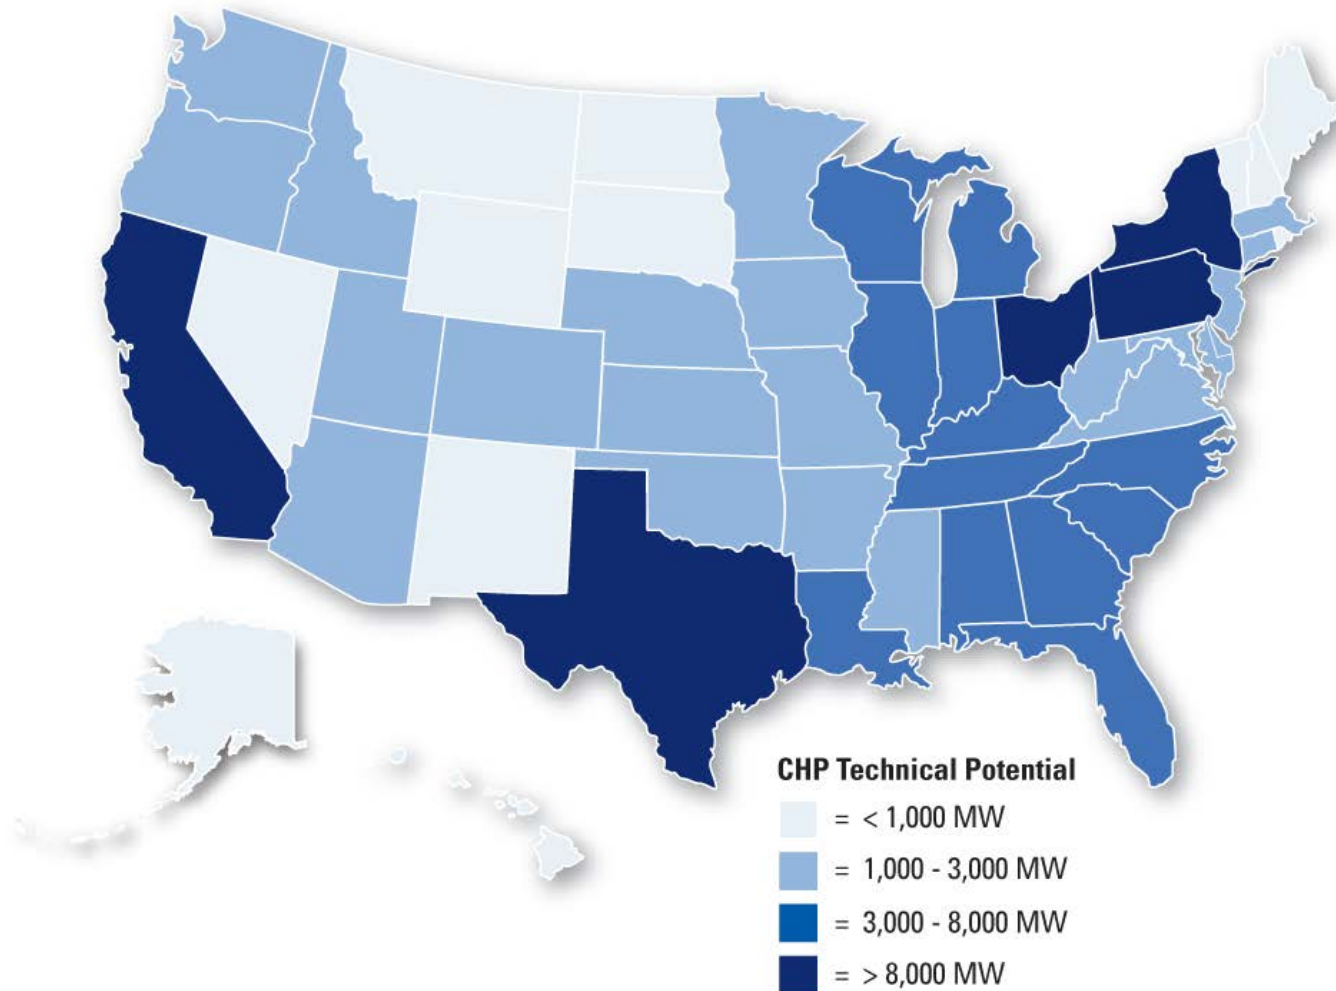 CHP Technical Potential
= < 1,000 MW
= 1,000 - 3,000 MW
= 3,000 - 8,000 MW
= > 8,000 MW